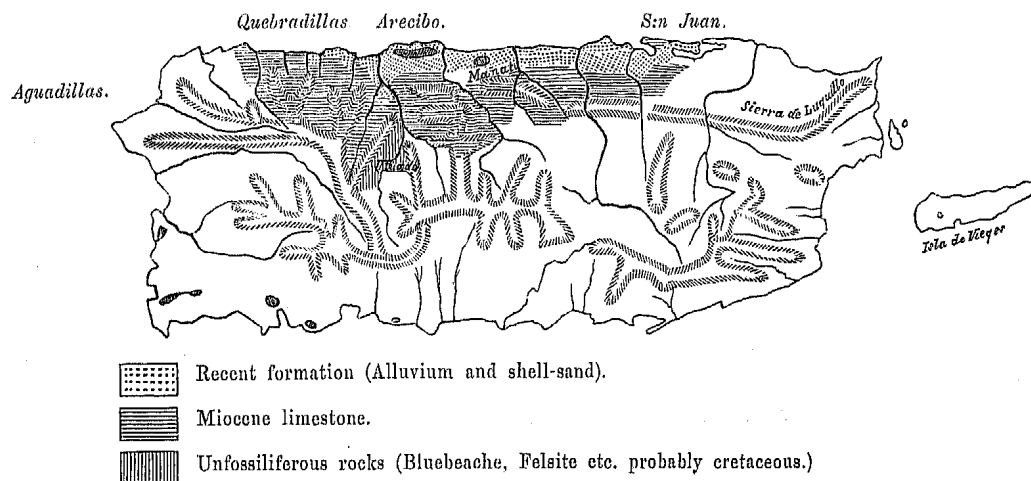 Quebradillas Arecibo. S:n Juan.
Aguadillas.
Manati
Sierra de Luquillo
Isla de Vieques
Recent formation (Alluvium and shell-sand).
Miocene limestone.
Unfossiliferous rocks (Bluebeache, Felsite etc. probably cretaceous.)